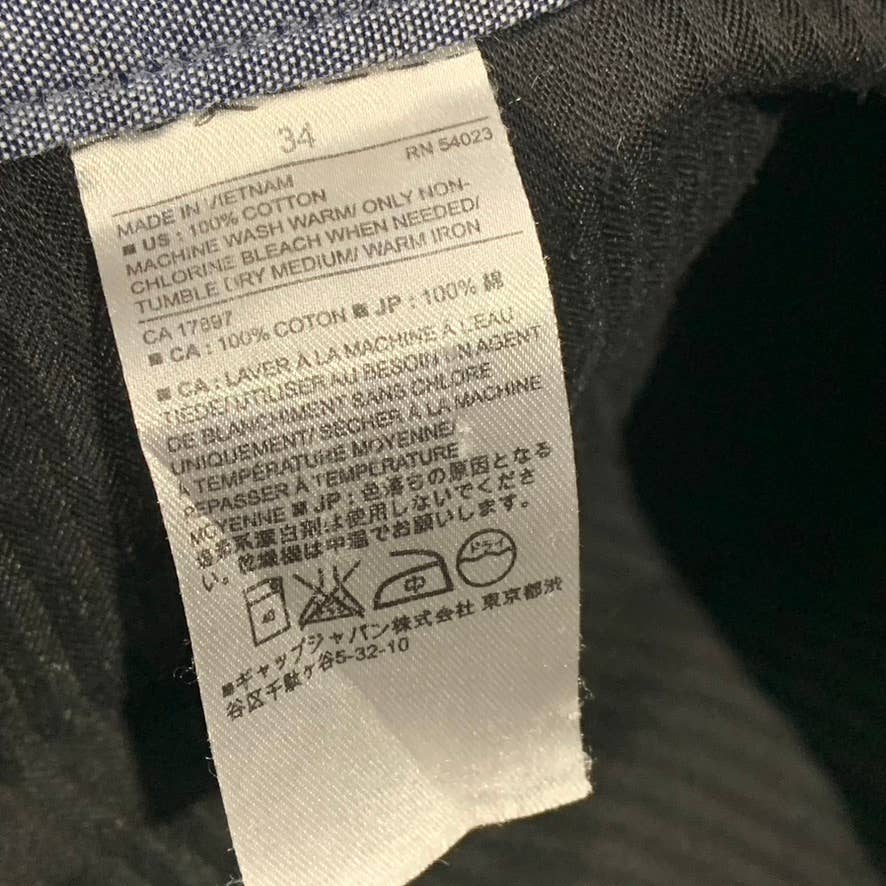 34
RN 54023
MADE IN VIETNAM
■ US : 100% COTTON
MACHINE WASH WARM/ ONLY NON-
CHLORINE BLEACH WHEN NEEDED/
TUMBLE DRY MEDIUM/ WARM IRON
CA 17897
■ CA : 100% COTON ■ JP : 100% 綿
■ CA : LAVER À LA MACHINE À L'EAU
TIEDE/ UTILISER AU BESOIN UN AGENT
DE BLANCHIMENT SANS CHLORE
UNIQUEMENT/ SÉCHER À LA MACHINE
À TEMPÉRATURE MOYENNE/
REPASSER À TEMPÉRATURE
MOYENNE ■ JP : 色落ちの原因となる
塩素系漂白剤は使用しないでくださ
い。乾燥機は中温でお願いします。
40 中 ドライ
■ギャップジャパン株式会社 東京都渋
谷区千駄ヶ谷5-32-10